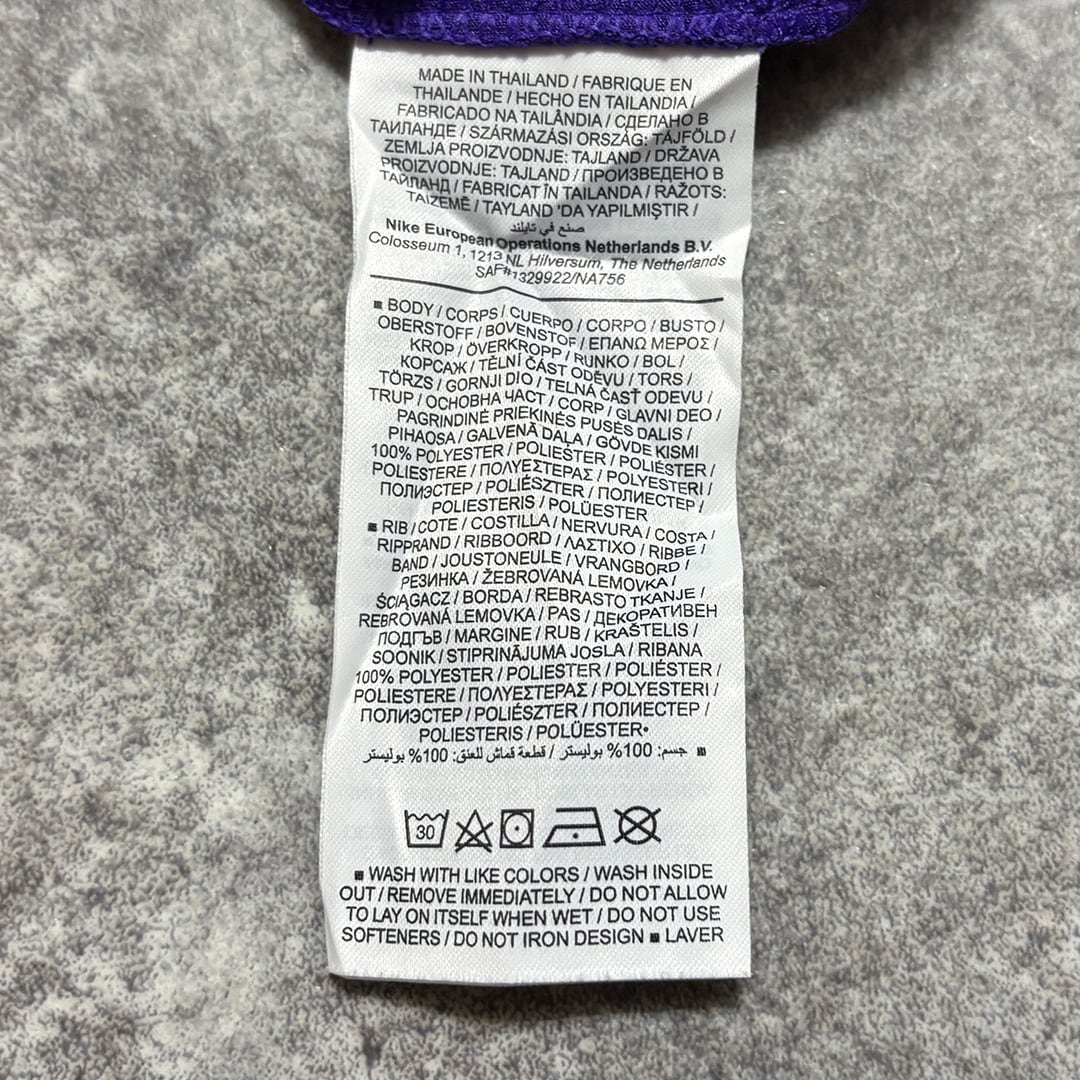 MADE IN THAILAND / FABRIQUE EN
THAILANDE / HECHO EN TAILANDIA /
FABRICADO NA TAILÂNDIA / СДЕЛАНО В
ТАИЛАНДЕ / SZÁRMAZÁSI ORSZÁG: TÁJFÖLD /
ZEMLJA PROIZVODNJE: TAJLAND / DRŽAVA
PROIZVODNJE: TAJLAND / ПРОИЗВЕДЕНО В
ТАЙЛАНД / FABRICAT ÎN TAILANDA / RAŽOTS:
TAIZEMĒ / TAYLAND 'DA YAPILMIŞTIR /
صنع في تايلند
Nike European Operations Netherlands B.V.
Colosseum 1, 1213 NL Hilversum, The Netherlands
SAF#1329922/NA756
BODY / CORPS / CUERPO / CORPO / BUSTO /
OBERSTOFF / BOVENSTOF / ΕΠΑΝΩ ΜΕΡΟΣ /
KROP / ÖVERKROPP / RUNKO / BOL /
КОРСАЖ / TĚLNÍ ČÁST ODĚVU / TORS /
TÖRZS / GORNJI DIO / TELNÁ ČASŤ ODEVU /
TRUP / ОСНОВНА ЧАСТ / CORP / GLAVNI DEO /
PAGRINDINĖ PRIEKINĖS PUSĖS DALIS /
PIHAOSA / GALVENĀ DAĻA / GÖVDE KISMI
100% POLYESTER / POLIESTER / POLIÉSTER /
POLIESTERE / ΠΟΛΥΕΣΤΕΡΑΣ / POLYESTERI /
ПОЛИЭСТЕР / POLIÉSZTER / ПОЛИЕСТЕР /
POLIESTERIS / POLÜESTER
RIB / COTE / COSTILLA / NERVURA / COSTA /
RIPPRAND / RIBBOORD / ΛΑΣΤΙΧΟ / RIBBE /
BAND / JOUSTONEULE / VRANGBORD /
РЕЗИНКА / ŽEBROVANÁ LEMOVKA /
ŚCIĄGACZ / BORDA / REBRASTO TKANJE /
REBROVANÁ LEMOVKA / PAS / ДЕКОРАТИВЕН
ПОДГЪВ / MARGINE / RUB / KRAŠTELIS /
SOONIK / STIPRINĀJUMA JOSLA / RIBANA
100% POLYESTER / POLIESTER / POLIÉSTER /
POLIESTERE / ΠΟΛΥΕΣΤΕΡΑΣ / POLYESTERI /
ПОЛИЭСТЕР / POLIÉSZTER / ПОЛИЕСТЕР /
POLIESTERIS / POLÜESTER•
جسم: 100% بوليستر / قطعة قماش للعنق: 100% بوليستر
30
WASH WITH LIKE COLORS / WASH INSIDE
OUT / REMOVE IMMEDIATELY / DO NOT ALLOW
TO LAY ON ITSELF WHEN WET / DO NOT USE
SOFTENERS / DO NOT IRON DESIGN ■ LAVER